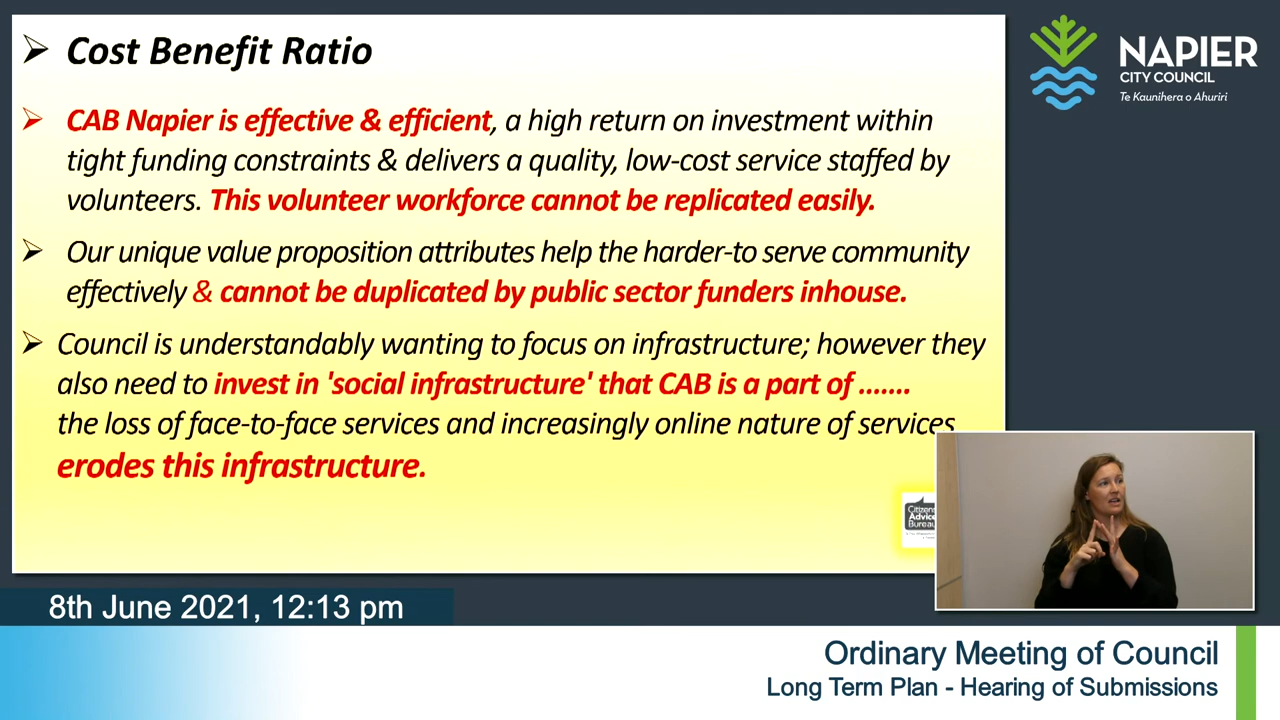 ➢ Cost Benefit Ratio
➢ CAB Napier is effective & efficient, a high return on investment within
tight funding constraints & delivers a quality, low-cost service staffed by
volunteers. This volunteer workforce cannot be replicated easily.
➢ Our unique value proposition attributes help the harder-to serve community
effectively & cannot be duplicated by public sector funders inhouse.
➢ Council is understandably wanting to focus on infrastructure; however they
also need to invest in 'social infrastructure' that CAB is a part of .......
the loss of face-to-face services and increasingly online nature of services
erodes this infrastructure.
Citizens
Advice
Bureau
NAPIER
CITY COUNCIL
Te Kaunihera o Ahuriri
8th June 2021, 12:13 pm
Ordinary Meeting of Council
Long Term Plan - Hearing of Submissions